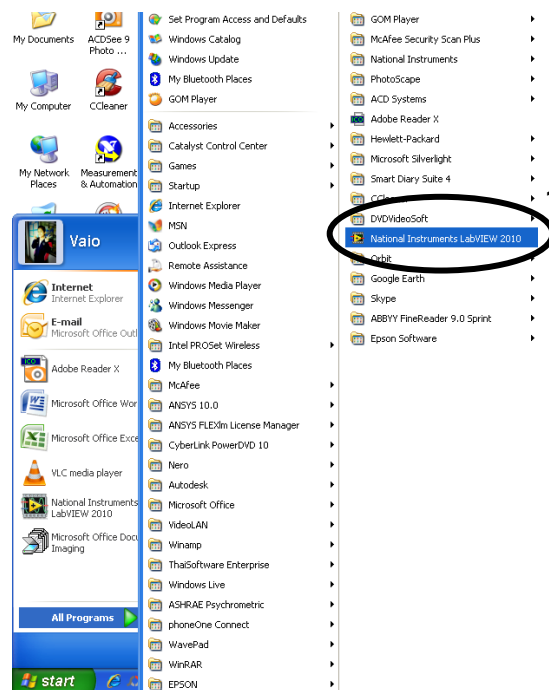 My Documents
ACDSee 9
Photo ...
My Computer
CCleaner
My Network
Places
Measurement
& Automation
Vaio
Internet
Internet Explorer
E-mail
Microsoft Office Outl
Adobe Reader X
Microsoft Office Wor
Microsoft Office Exce
VLC media player
National Instruments
LabVIEW 2010
Microsoft Office Docu
Imaging
All Programs
start
Set Program Access and Defaults
Windows Catalog
Windows Update
My Bluetooth Places
GOM Player
Accessories
Catalyst Control Center
Games
Startup
Internet Explorer
MSN
Outlook Express
Remote Assistance
Windows Media Player
Windows Messenger
Windows Movie Maker
Intel PROSet Wireless
My Bluetooth Places
McAfee
ANSYS 10.0
ANSYS FLEXlm License Manager
CyberLink PowerDVD 10
Nero
Autodesk
Microsoft Office
VideoLAN
Winamp
ThaiSoftware Enterprise
Windows Live
ASHRAE Psychrometric
phoneOne Connect
WavePad
WinRAR
EPSON
GOM Player
McAfee Security Scan Plus
National Instruments
PhotoScape
ACD Systems
Adobe Reader X
Hewlett-Packard
Microsoft Silverlight
Smart Diary Suite 4
CCleaner
DVDVideoSoft
National Instruments LabVIEW 2010
Orbit
Google Earth
Skype
ABBYY FineReader 9.0 Sprint
Epson Software